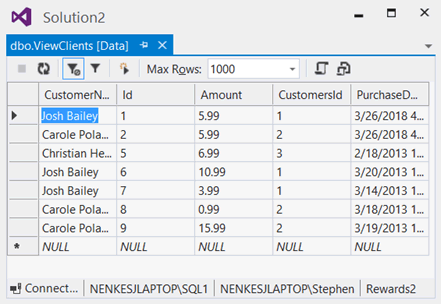 Solution2
dbo.ViewClients [Data]
Max Rows: 1000
CustomerN... Id Amount CustomersId PurchaseD...
Josh Bailey 1 5.99 1 3/26/2018 4...
Carole Pola... 2 5.99 2 3/26/2018 4...
Christian He... 5 6.99 3 2/18/2013 1...
Josh Bailey 6 10.99 1 3/20/2013 1...
Josh Bailey 7 3.99 1 3/14/2013 1...
Carole Pola... 8 0.99 2 3/18/2013 1...
Carole Pola... 9 15.99 2 3/19/2013 1...
NULL NULL NULL NULL NULL
Connect... NENKESJLAPTOP\SQL1 NENKESJLAPTOP\Stephen Rewards2